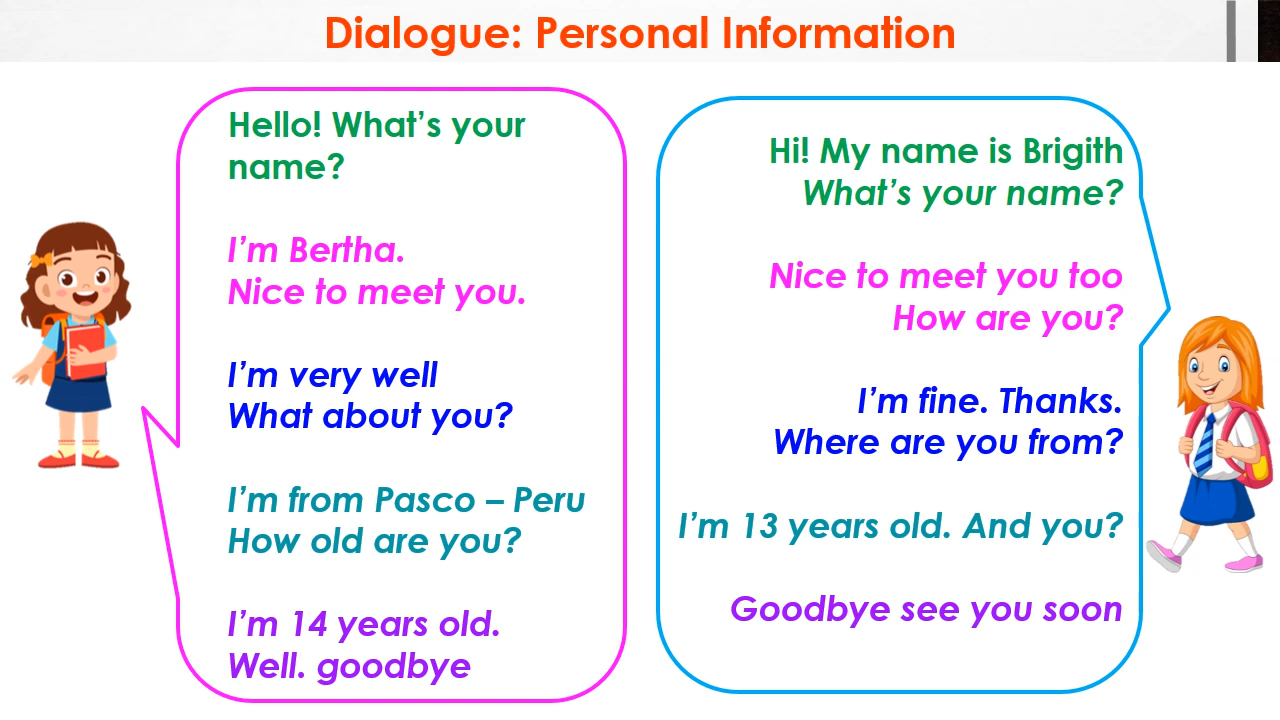 Dialogue: Personal Information
Hello! What’s your
name?
I’m Bertha.
Nice to meet you.
I’m very well
What about you?
I’m from Pasco – Peru
How old are you?
I’m 14 years old.
Well. goodbye
Hi! My name is Brigith
What’s your name?
Nice to meet you too
How are you?
I’m fine. Thanks.
Where are you from?
I’m 13 years old. And you?
Goodbye see you soon